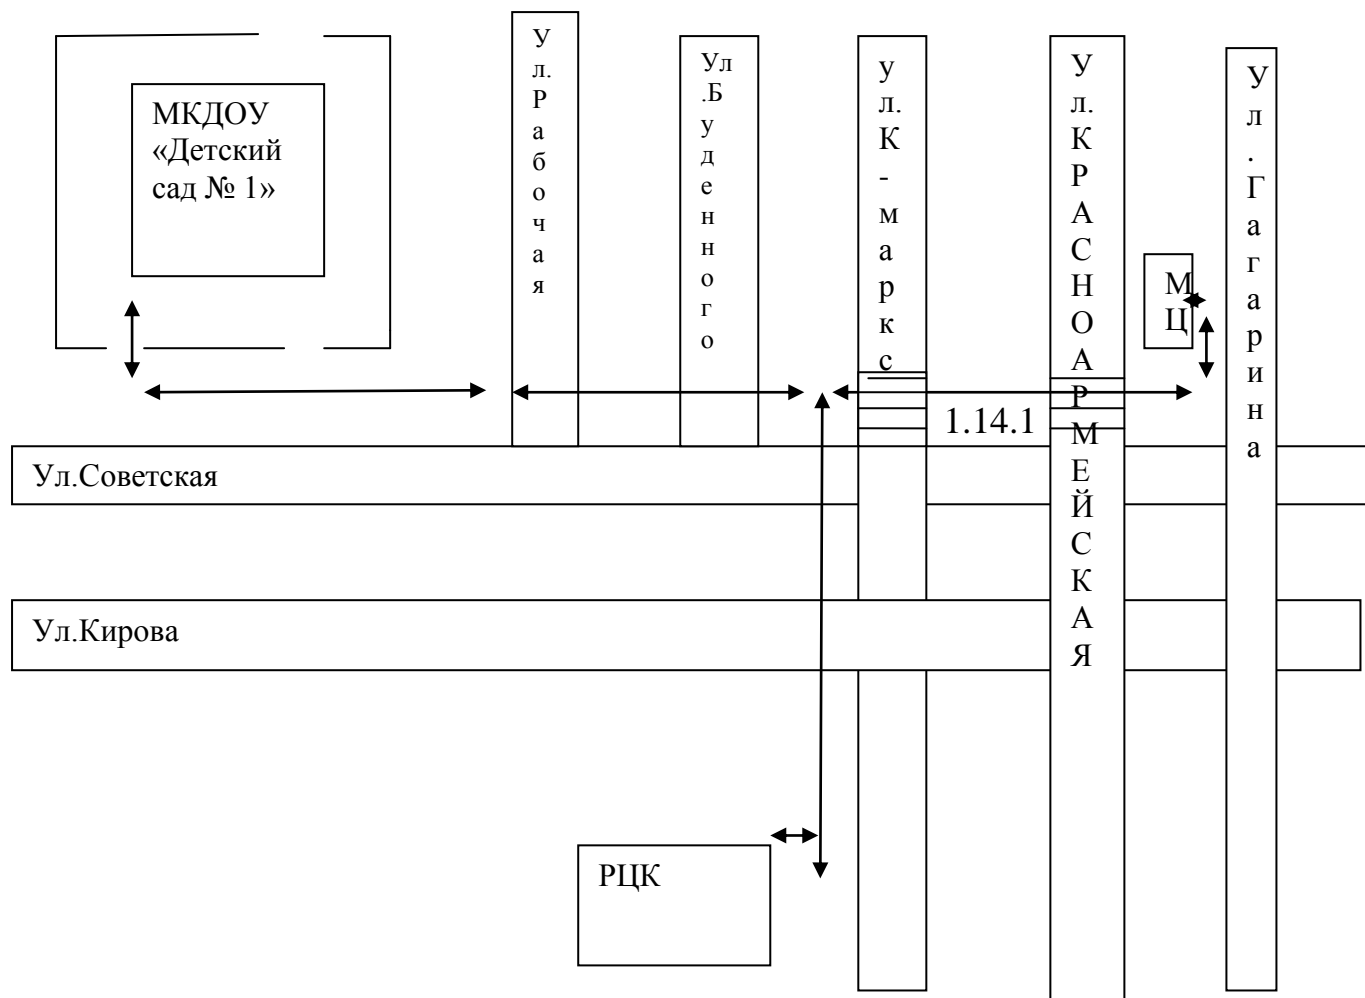 МКДОУ
«Детский
сад № 1»
Ул.Рабочая
Ул.Буденного
ул.К-маркс
Ул.КРАСНОАРМЕЙСКАЯ
Ул.Гагарина
МЦ
1.14.1
Ул.Советская
Ул.Кирова
РЦК